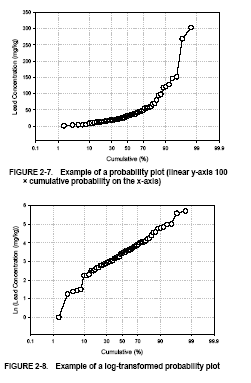 350
300
250
200
150
100
50
0
Lead Concentration (mg/kg)
0.1 1 10 30 50 70 90 99 99.9
Cumulative (%)
FIGURE 2-7. Example of a probability plot (linear y-axis 100
× cumulative probability on the x-axis)
6
5
4
3
2
1
0
Ln (Lead Concentration (mg/kg))
0.1 1 10 30 50 70 90 99 99.9
Cumulative (%)
FIGURE 2-8. Example of a log-transformed probability plot